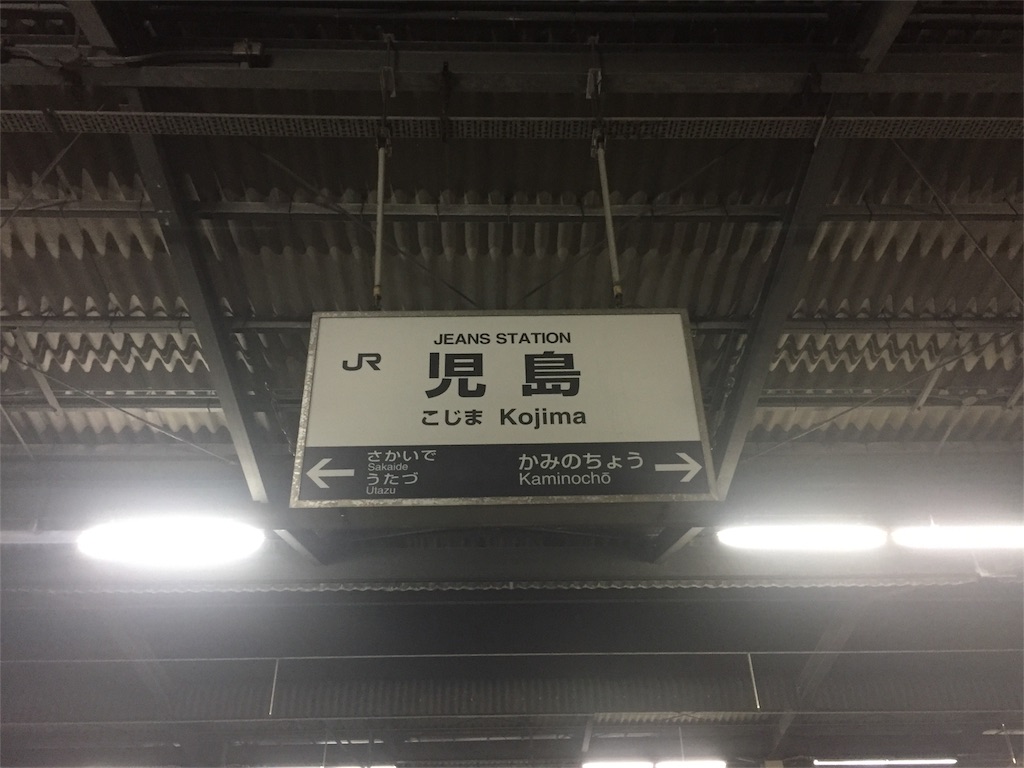 JEANS STATION
JR
児島
こじま Kojima
さかいで
Sakaide
うたづ
Utazu
かみのちょう
Kaminochō